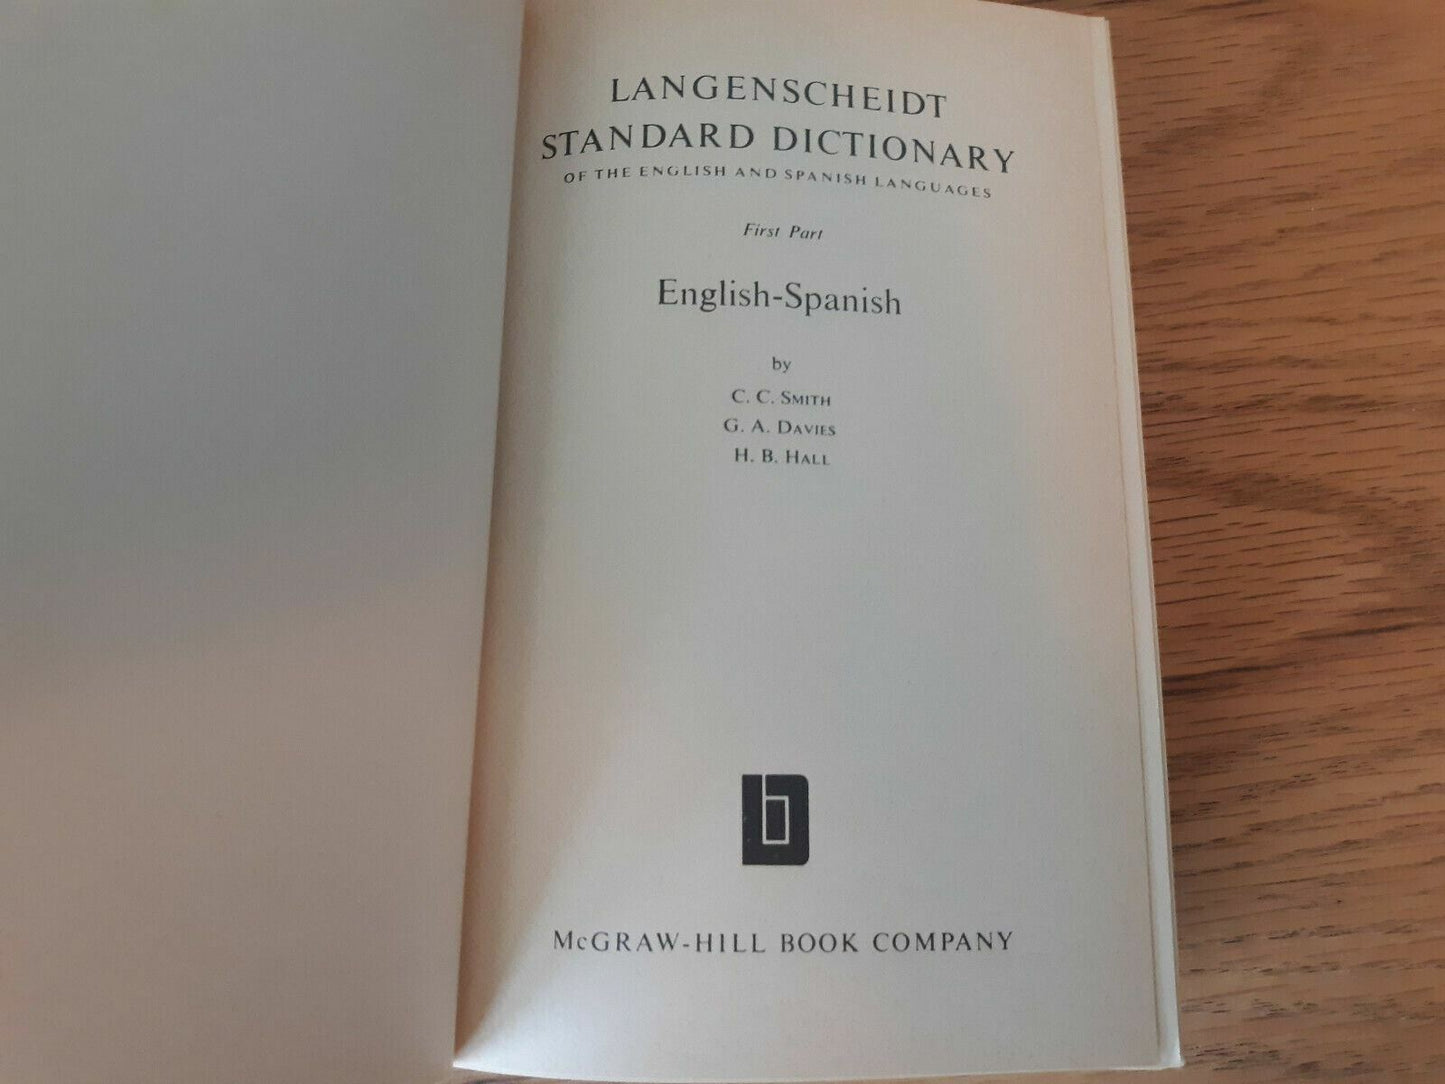 LANGENSCHEIDT
STANDARD DICTIONARY
OF THE ENGLISH AND SPANISH LANGUAGES
First Part
English-Spanish
by
C. C. SMITH
G. A. DAVIES
H. B. HALL
McGRAW-HILL BOOK COMPANY